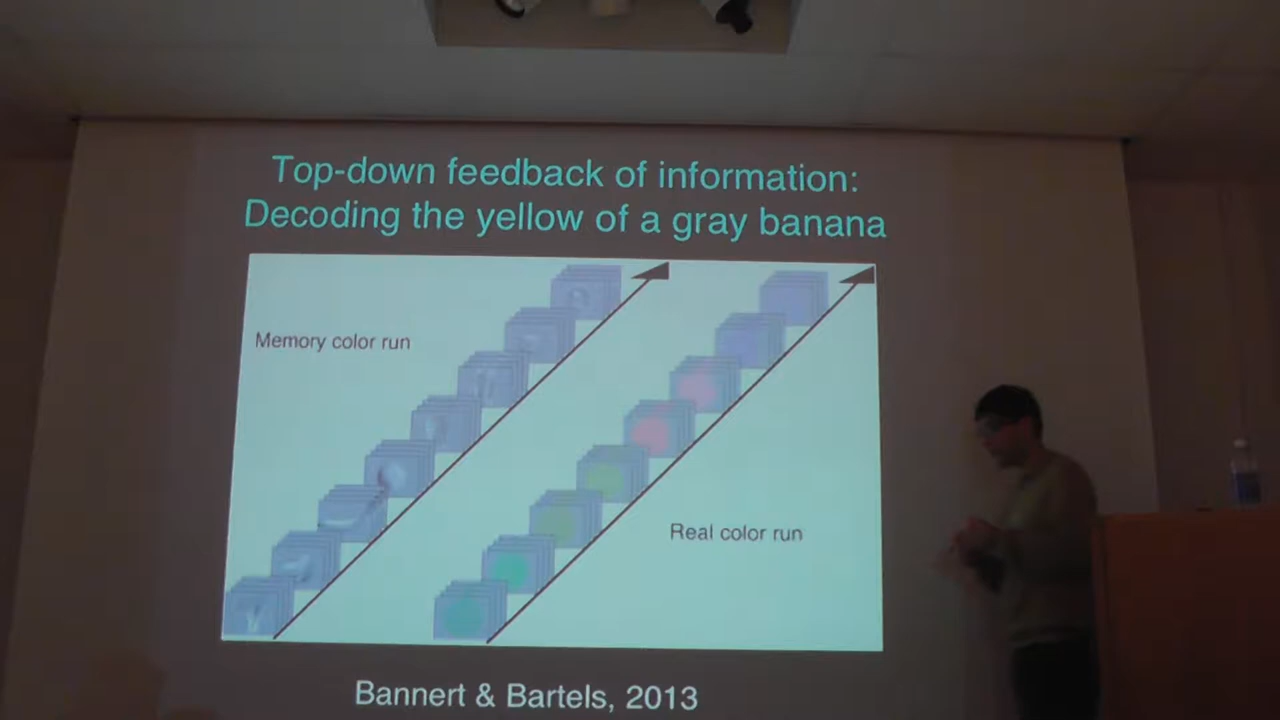 Top-down feedback of information:
Decoding the yellow of a gray banana
Memory color run
Real color run
Bannert & Bartels, 2013